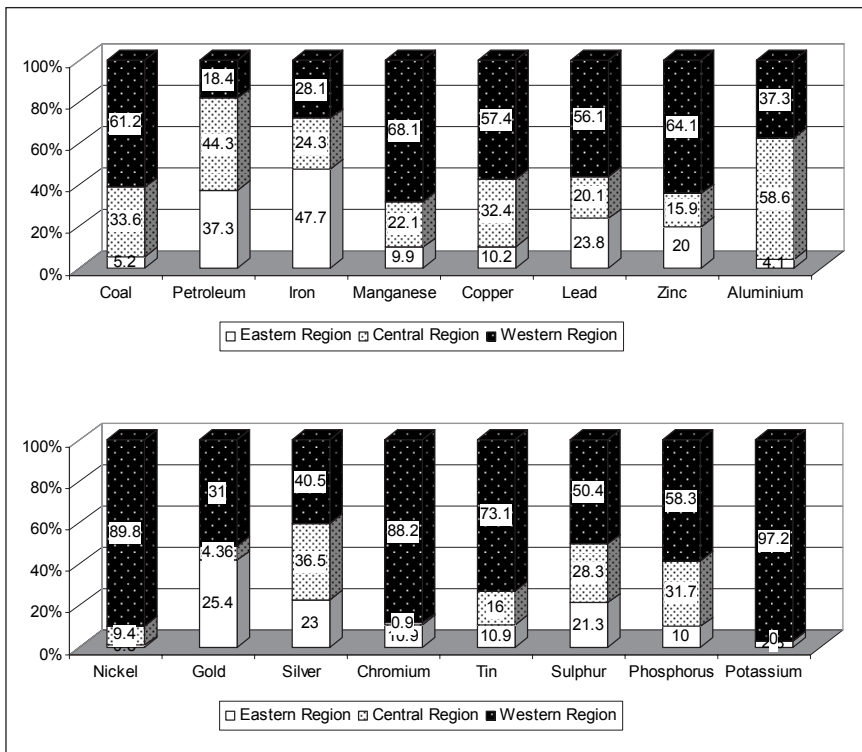 100%
80%
60%
40%
20%
0%
61.2 18.4 28.1 68.1 57.4 56.1 64.1 37.3
33.6 44.3 24.3 22.1 32.4 20.1 15.9 58.6
5.2 37.3 47.7 9.9 10.2 23.8 20 4.1
Coal Petroleum Iron Manganese Copper Lead Zinc Aluminium
Eastern Region Central Region Western Region
100%
80%
60%
40%
20%
0%
89.8 31 40.5 88.2 73.1 50.4 58.3 97.2
9.4 4.36 36.5 0.9 16 28.3 31.7 0
25.4 23 10.9 10.9 21.3 10
Nickel Gold Silver Chromium Tin Sulphur Phosphorus Potassium
Eastern Region Central Region Western Region